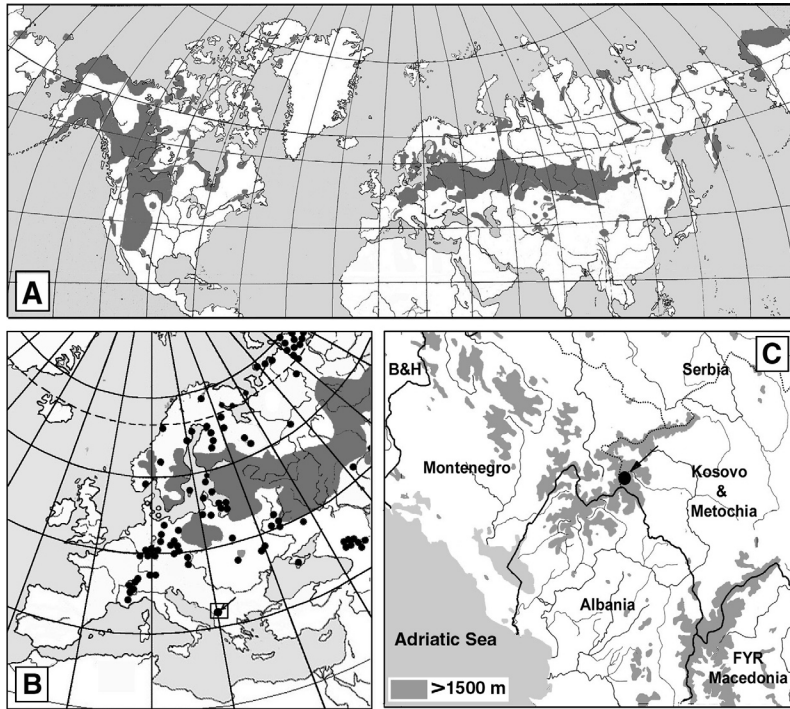 A
B
C
B&H
Serbia
Montenegro
Kosovo
&
Metochia
Albania
Adriatic Sea
FYR
Macedonia
>1500 m